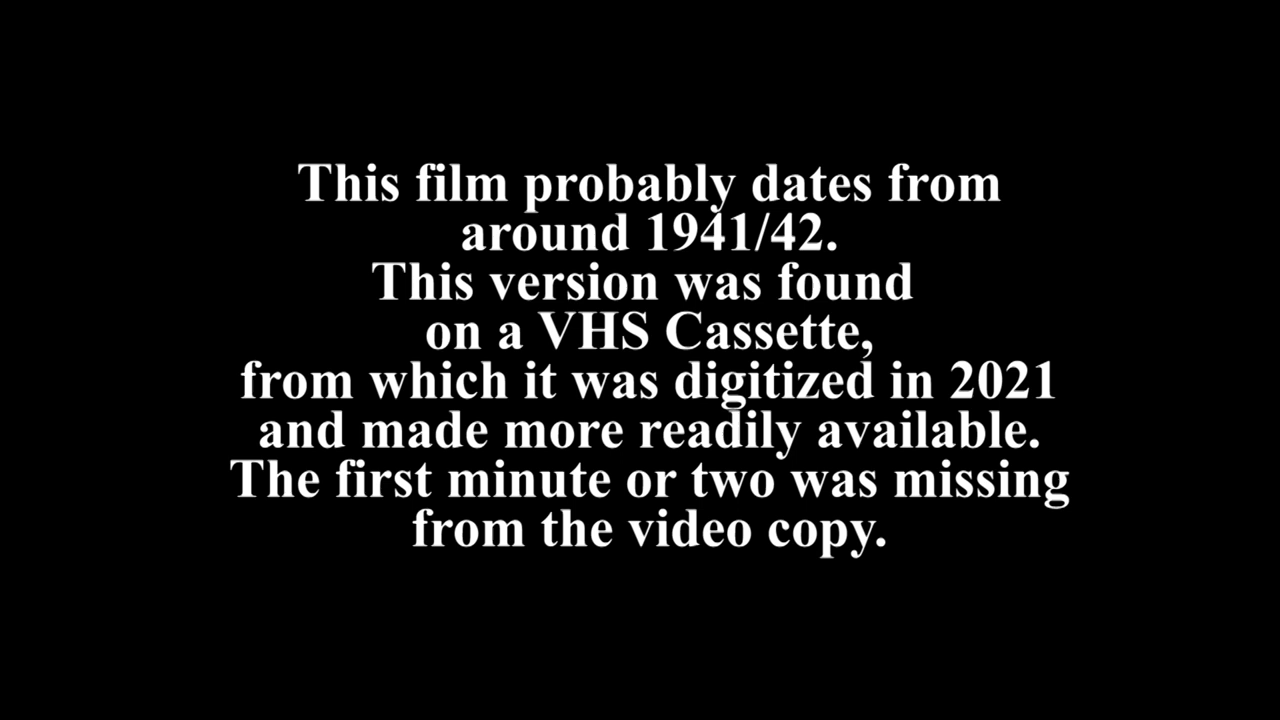 This film probably dates from
around 1941/42.
This version was found
on a VHS Cassette,
from which it was digitized in 2021
and made more readily available.
The first minute or two was missing
from the video copy.